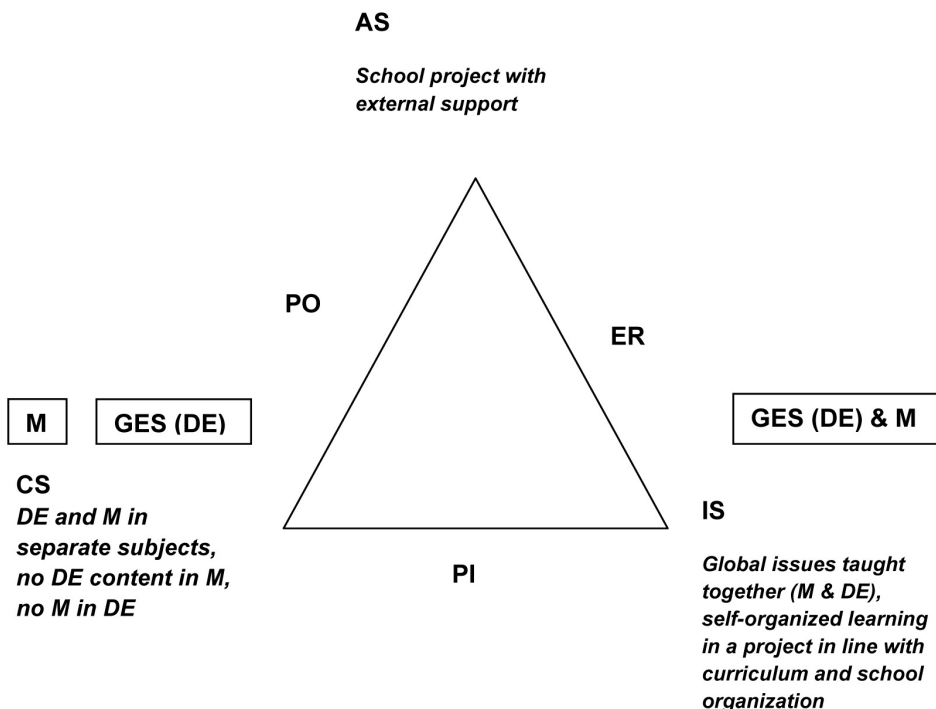 AS
School project with
external support
PO
ER
M
GES (DE)
GES (DE) & M
CS
DE and M in
separate subjects,
no DE content in M,
no M in DE
PI
IS
Global issues taught
together (M & DE),
self-organized learning
in a project in line with
curriculum and school
organization